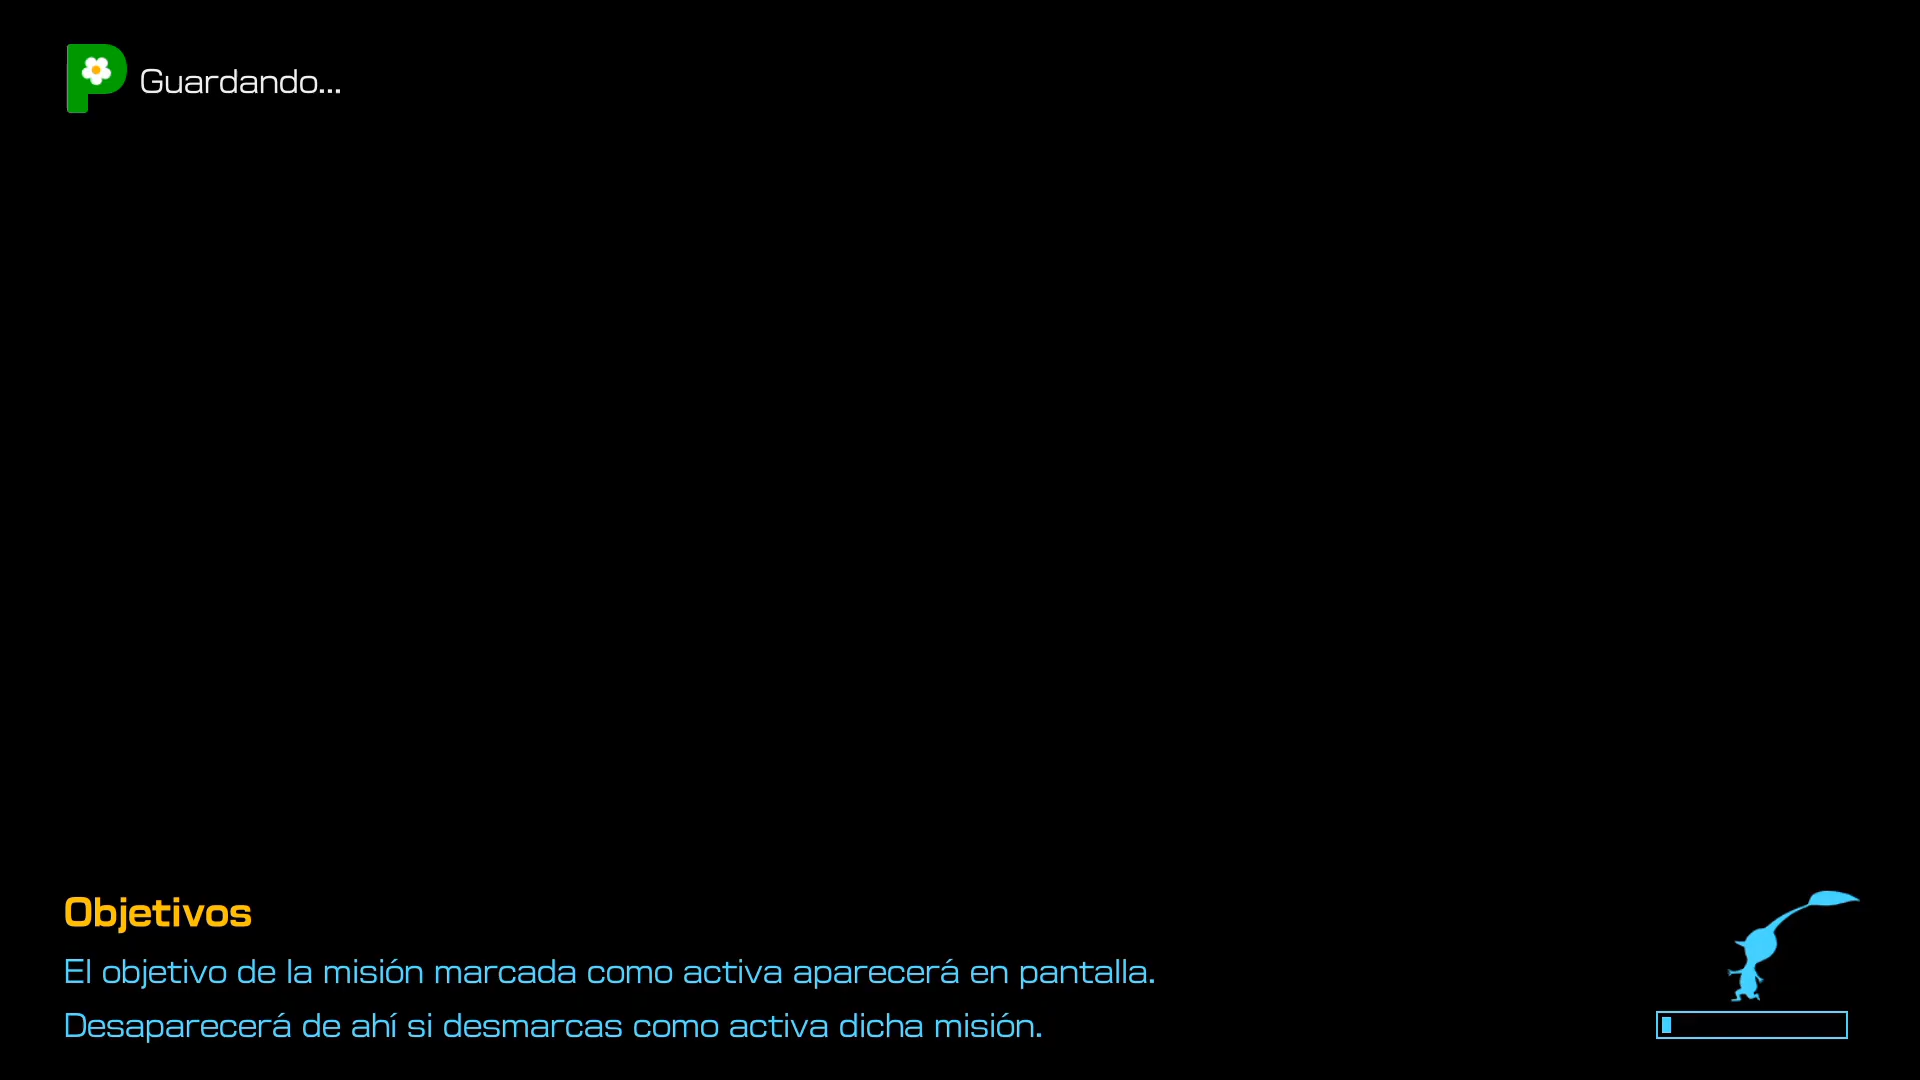 Guardando...
Objetivos
El objetivo de la misión marcada como activa aparecerá en pantalla.
Desaparecerá de ahí si desmarcas como activa dicha misión.